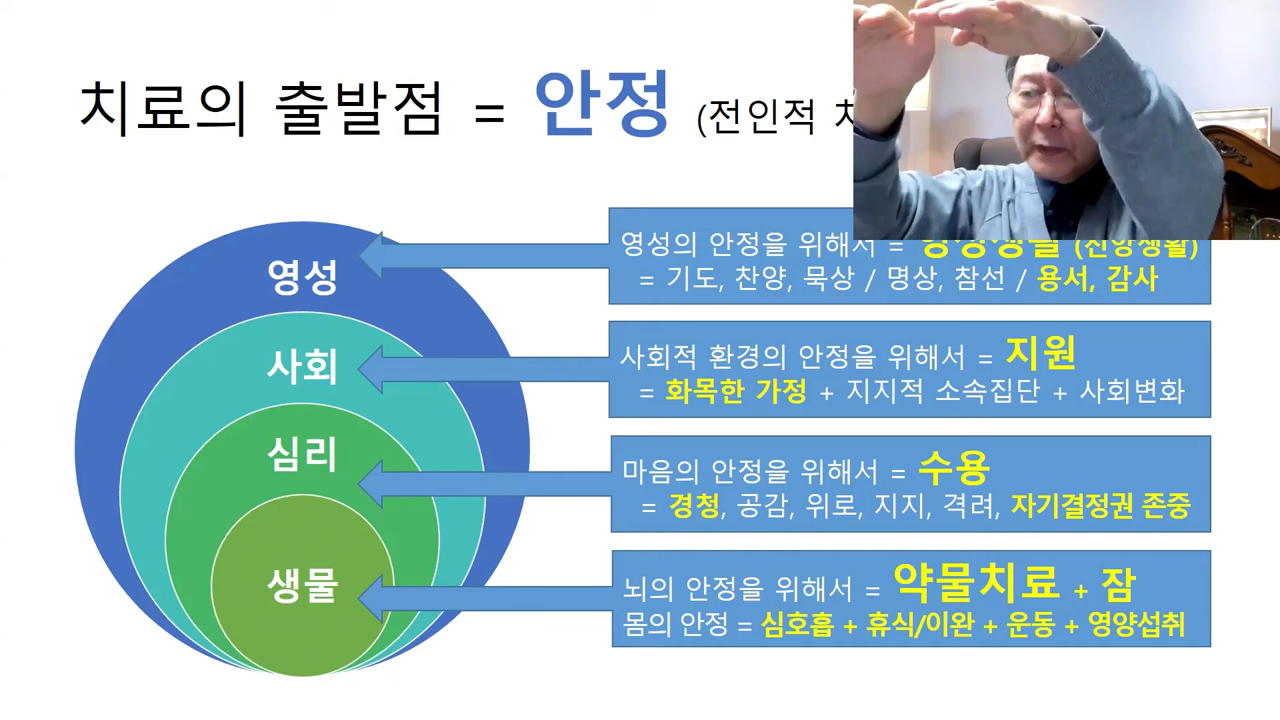 치료의 출발점 = 안정 (전인적
영성
사회
심리
생물
영성의 안정을 위해서 = (신앙생활)
= 기도, 찬양, 묵상 / 명상, 참선 / 용서, 감사
사회적 환경의 안정을 위해서 = 지원
= 화목한 가정 + 지지적 소속집단 + 사회변화
마음의 안정을 위해서 = 수용
= 경청, 공감, 위로, 지지, 격려, 자기결정권 존중
뇌의 안정을 위해서 = 약물치료 + 잠
몸의 안정 = 심호흡 + 휴식/이완 + 운동 + 영양섭취